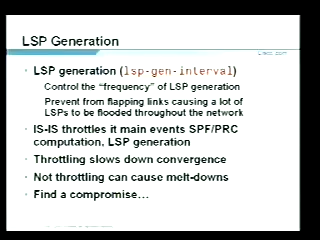 LSP Generation
Cisco.com
LSP generation (lsp-gen-interval)
Control the "frequency" of LSP generation
Prevent from flapping links causing a lot of
LSPs to be flooded throughout the network
IS-IS throttles it main events SPF/PRC
computation, LSP generation
Throttling slows down convergence
Not throttling can cause melt-downs
Find a compromise…